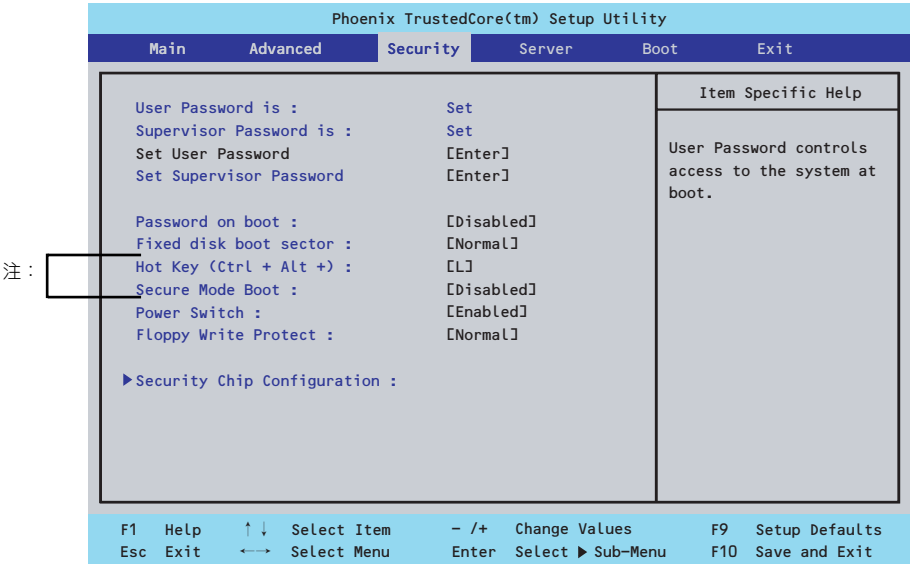 Phoenix TrustedCore(tm) Setup Utility
Main Advanced Security Server Boot Exit
Item Specific Help
User Password is : Set
Supervisor Password is : Set
Set User Password [Enter]
Set Supervisor Password [Enter]
User Password controls
access to the system at
boot.
Password on boot : [Disabled]
Fixed disk boot sector : [Normal]
注：
Hot Key (Ctrl + Alt +) : [L]
Secure Mode Boot : [Disabled]
Power Switch : [Enabled]
Floppy Write Protect : [Normal]
▶Security Chip Configuration :
F1 Help ↑↓ Select Item - /+ Change Values F9 Setup Defaults
Esc Exit ←→ Select Menu Enter Select ▶ Sub-Menu F10 Save and Exit